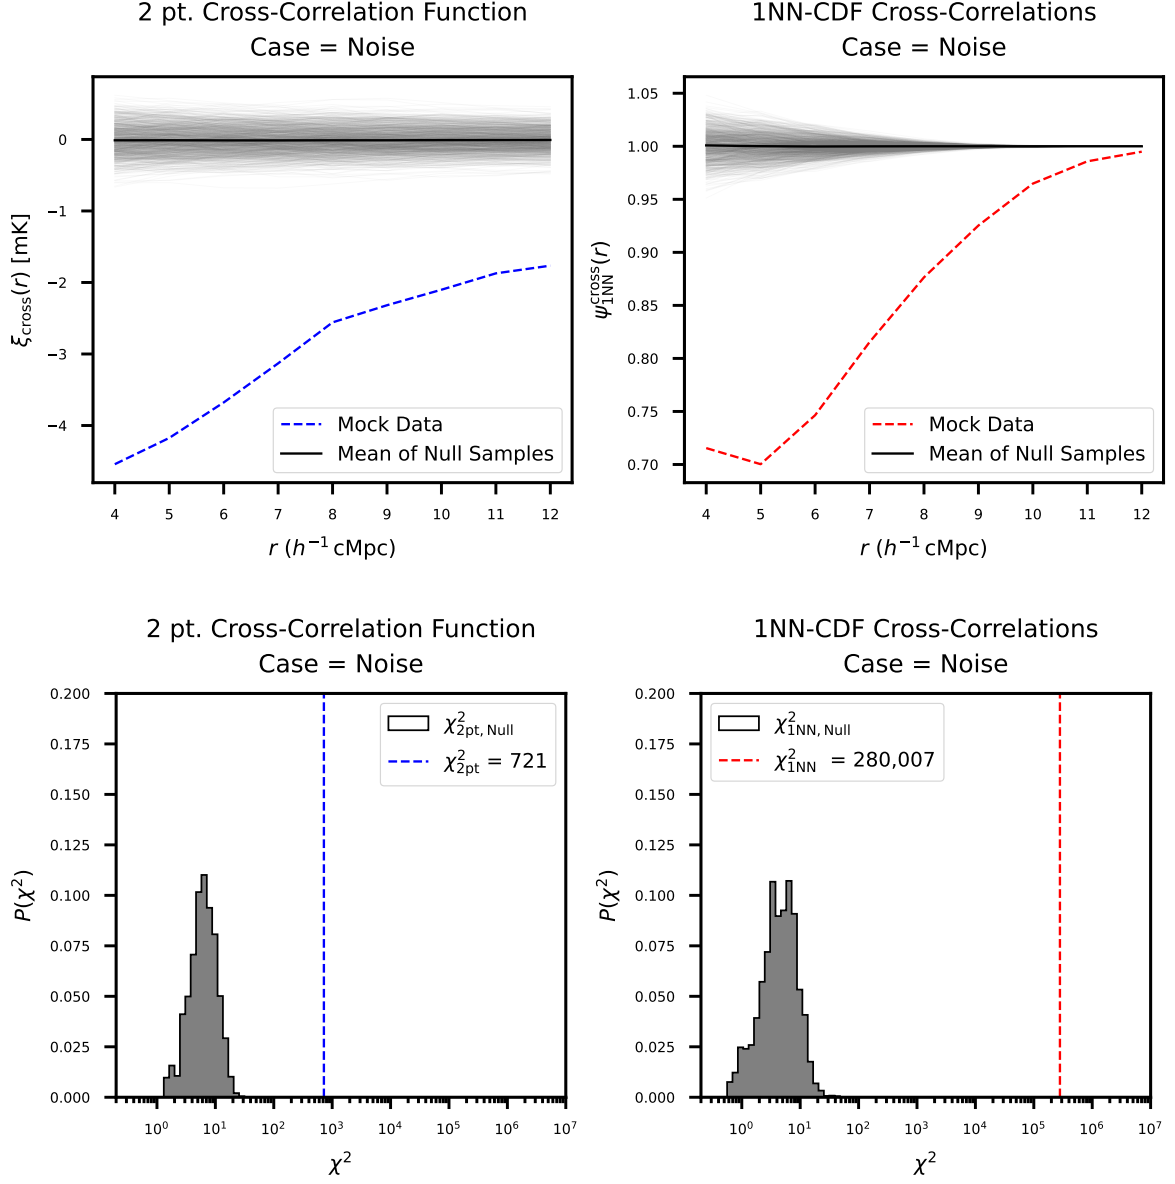 2 pt. Cross-Correlation Function
Case = Noise
ξcross(r) [mK]
0
−1
−2
−3
−4
Mock Data
Mean of Null Samples
4 5 6 7 8 9 10 11 12
r (h⁻¹ cMpc)
1NN-CDF Cross-Correlations
Case = Noise
ψ^cross_1NN(r)
1.05
1.00
0.95
0.90
0.85
0.80
0.75
0.70
Mock Data
Mean of Null Samples
4 5 6 7 8 9 10 11 12
r (h⁻¹ cMpc)
2 pt. Cross-Correlation Function
Case = Noise
P(χ²)
0.200
0.175
0.150
0.125
0.100
0.075
0.050
0.025
0.000
χ²2pt, Null
χ²2pt = 721
10⁰ 10¹ 10² 10³ 10⁴ 10⁵ 10⁶ 10⁷
χ²
1NN-CDF Cross-Correlations
Case = Noise
P(χ²)
0.200
0.175
0.150
0.125
0.100
0.075
0.050
0.025
0.000
χ²1NN, Null
χ²1NN = 280,007
10⁰ 10¹ 10² 10³ 10⁴ 10⁵ 10⁶ 10⁷
χ²